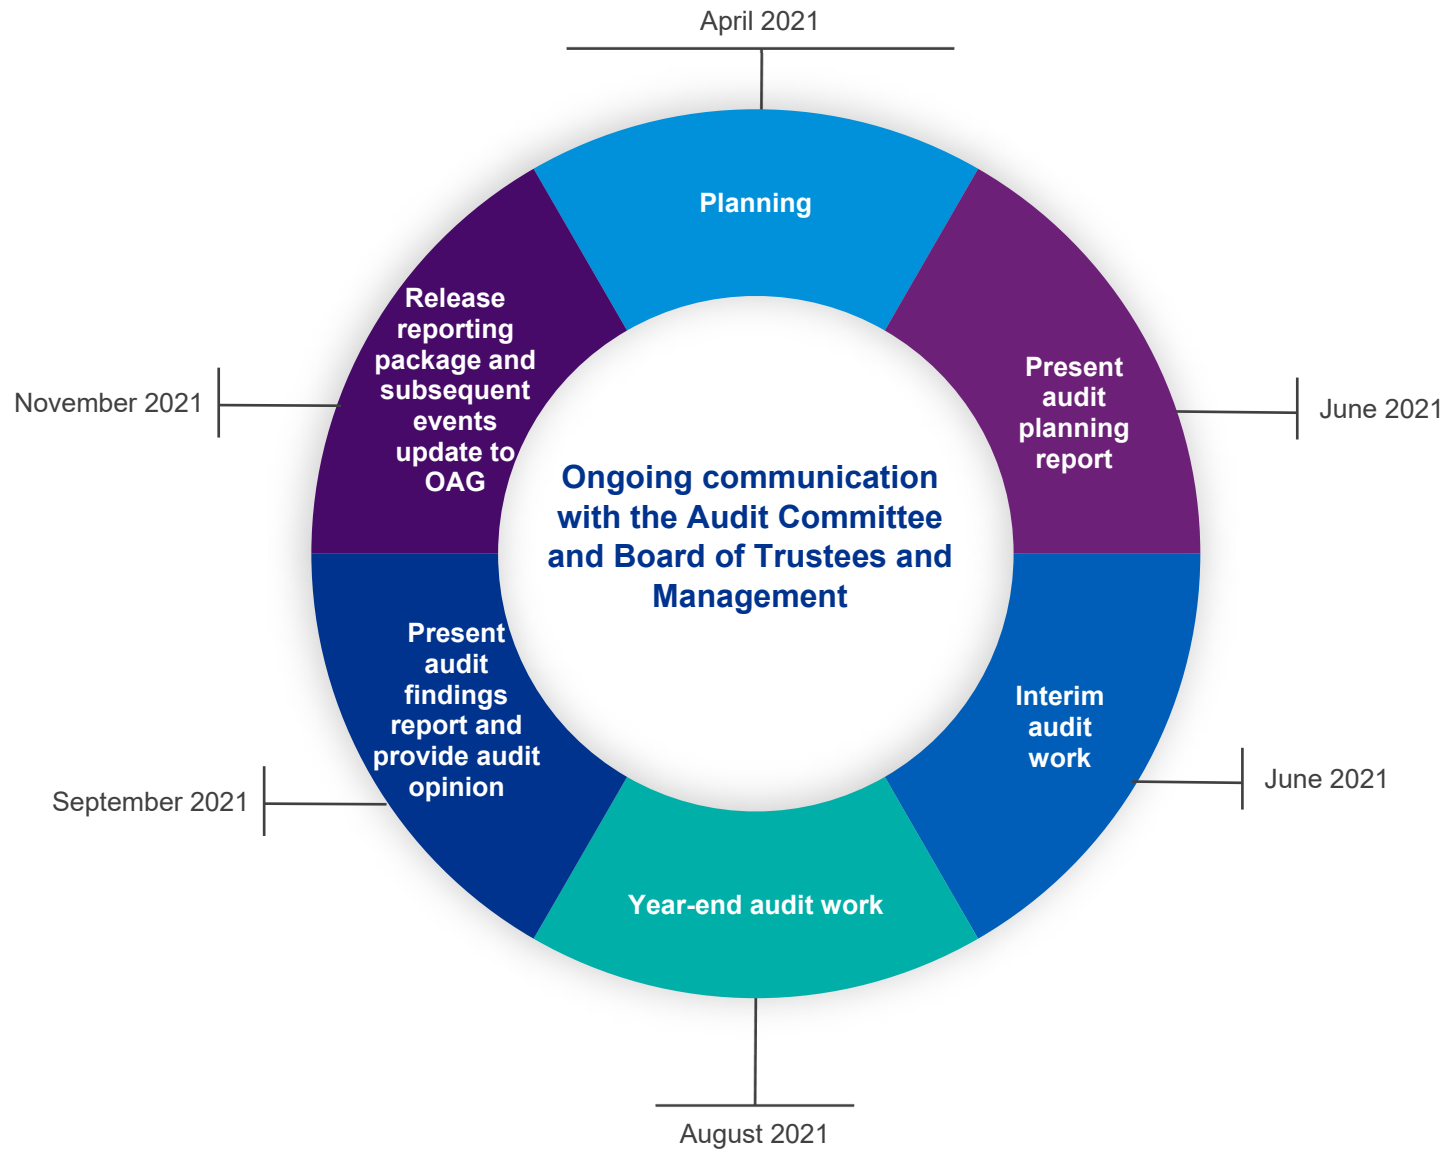 April 2021
Planning
Present
audit
planning
report
June 2021
Interim
audit
work
June 2021
Year-end audit work
August 2021
Present
audit
findings
report and
provide audit
opinion
September 2021
Release
reporting
package and
subsequent
events
update to
OAG
November 2021
Ongoing communication
with the Audit Committee
and Board of Trustees and
Management